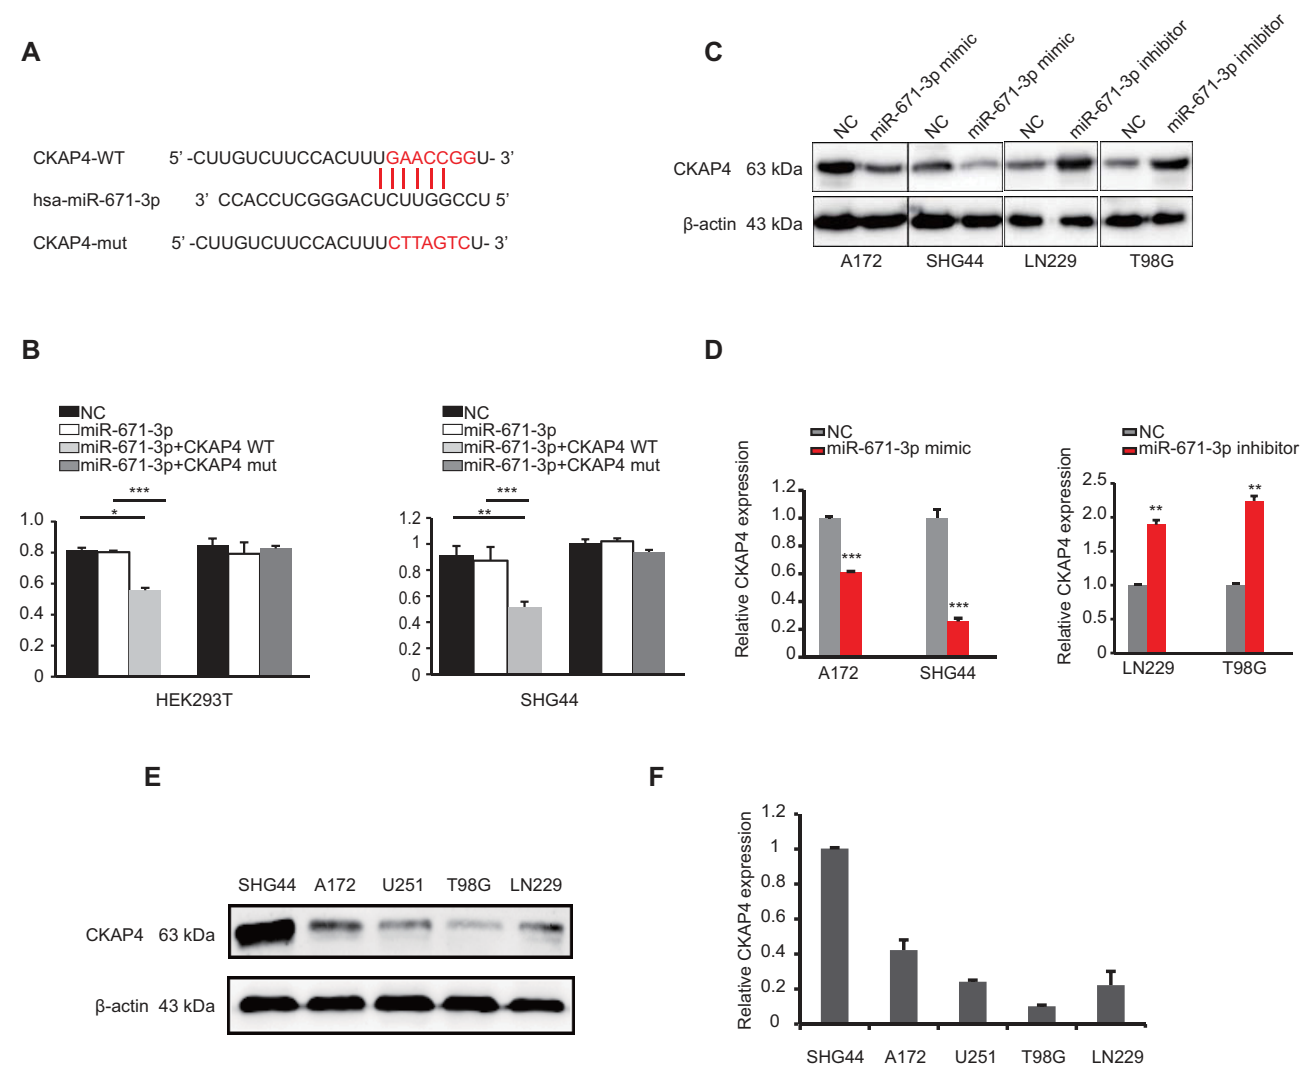 A
CKAP4-WT 5’ -CUUGUCUUCCACUUUGAACCGGU- 3’
hsa-miR-671-3p 3’ CCACCUCGGGACUCUUGGCCU 5’
CKAP4-mut 5’ -CUUGUCUUCCACUUUCTTAGTCU- 3’
C
NC miR-671-3p mimic NC miR-671-3p mimic NC miR-671-3p inhibitor NC miR-671-3p inhibitor
CKAP4 63 kDa
β-actin 43 kDa
A172 SHG44 LN229 T98G
B
NC
miR-671-3p
miR-671-3p+CKAP4 WT
miR-671-3p+CKAP4 mut
***
*
1.0
0.8
0.6
0.4
0.2
0
HEK293T
NC
miR-671-3p
miR-671-3p+CKAP4 WT
miR-671-3p+CKAP4 mut
***
**
1.2
1
0.8
0.6
0.4
0.2
0
SHG44
D
NC
miR-671-3p mimic
Relative CKAP4 expression
1.2
1.0
0.8
0.6
0.4
0.2
0
***
***
A172 SHG44
NC
miR-671-3p inhibitor
Relative CKAP4 expression
2.5
2.0
1.5
1.0
0.5
0
**
**
LN229 T98G
E
SHG44 A172 U251 T98G LN229
CKAP4 63 kDa
β-actin 43 kDa
F
Relative CKAP4 expression
1.2
1
0.8
0.6
0.4
0.2
0
SHG44 A172 U251 T98G LN229